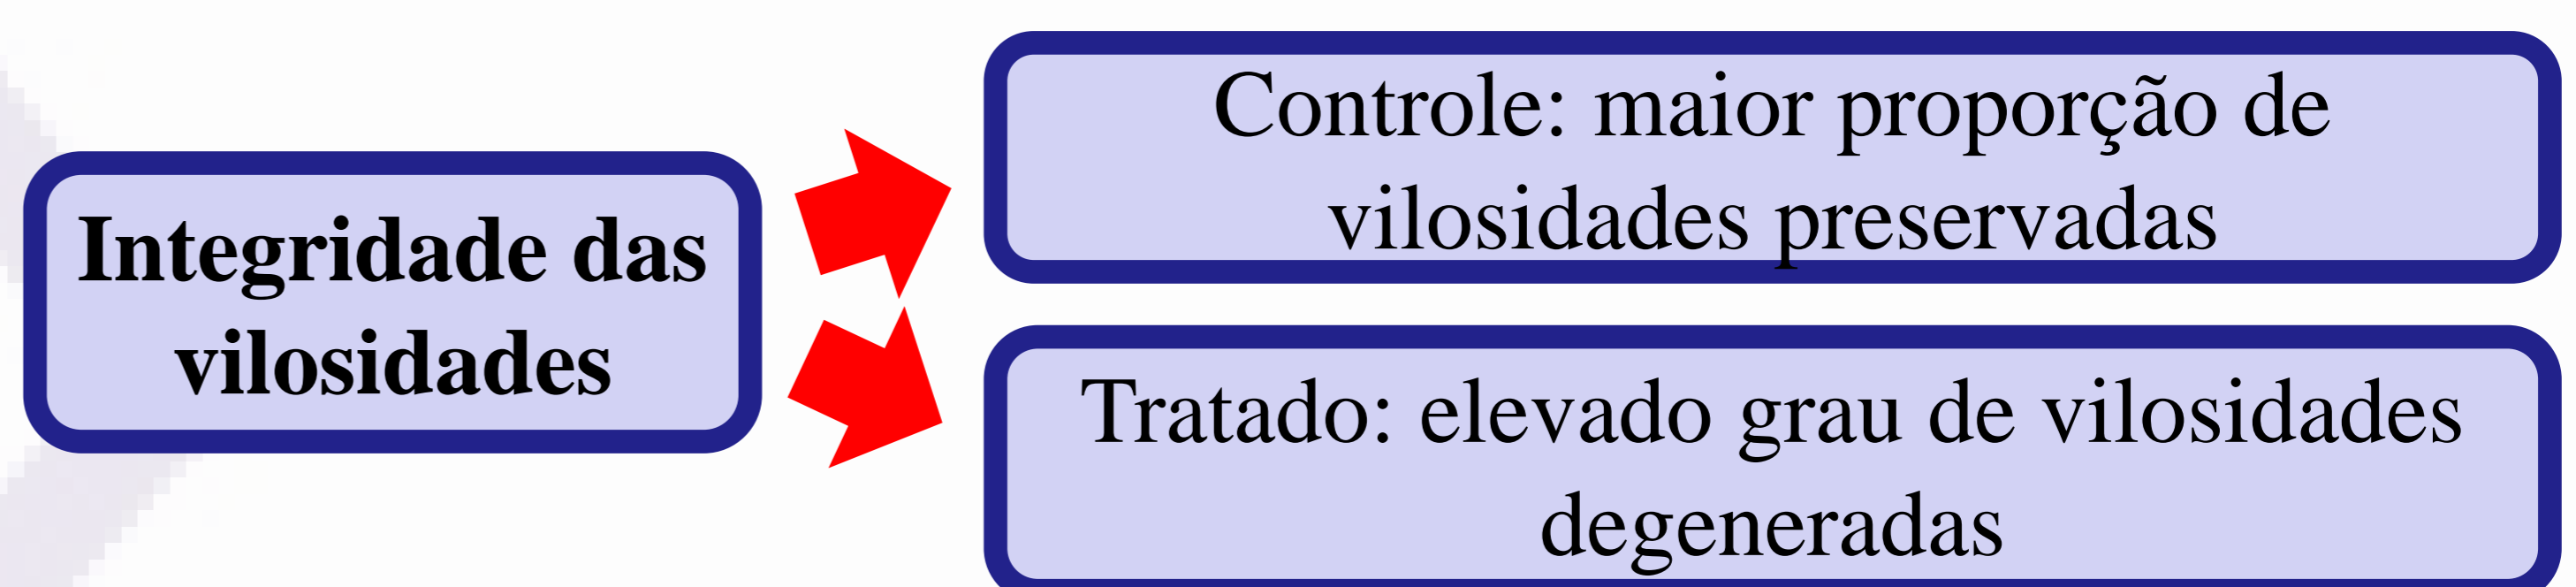 Integridade das
vilosidades
Controle: maior proporção de
vilosidades preservadas
Tratado: elevado grau de vilosidades
degeneradas